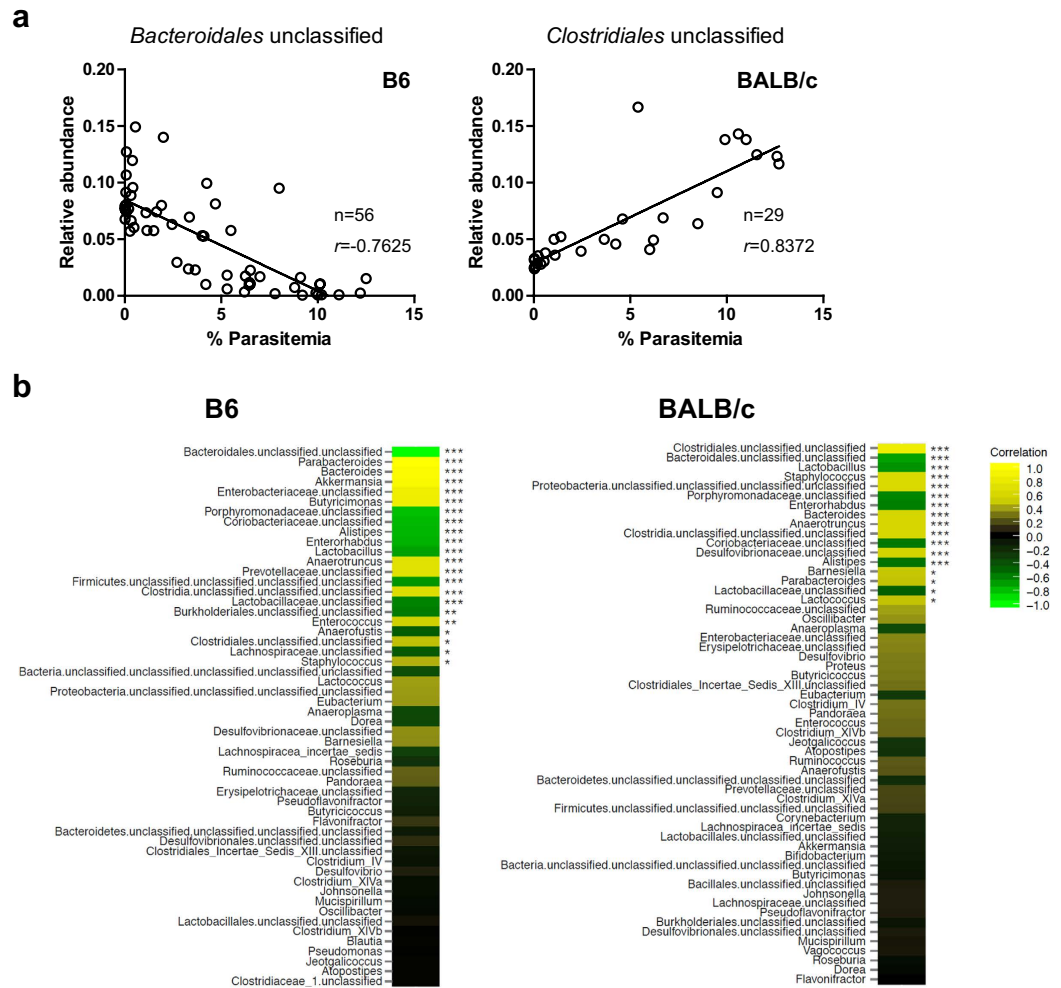 a
Bacteroidales unclassified
B6
Relative abundance
0.20
0.15
0.10
0.05
0.00
n=56
r=-0.7625
0
5
10
15
% Parasitemia
Clostridiales unclassified
BALB/c
Relative abundance
0.20
0.15
0.10
0.05
0.00
n=29
r=0.8372
0
5
10
15
% Parasitemia
b
B6
Bacteroidales.unclassified.unclassified ***
Parabacteroides ***
Bacteroides ***
Akkermansia ***
Enterobacteriaceae.unclassified ***
Butyricimonas ***
Porphyromonadaceae.unclassified ***
Coriobacteriaceae.unclassified ***
Alistipes ***
Enterorhabdus ***
Lactobacillus ***
Anaerotruncus ***
Prevotellaceae.unclassified ***
Firmicutes.unclassified.unclassified.unclassified.unclassified ***
Clostridia.unclassified.unclassified.unclassified ***
Lactobacillaceae.unclassified ***
Burkholderiales.unclassified.unclassified **
Enterococcus **
Anaerofustis *
Clostridiales.unclassified.unclassified *
Lachnospiraceae.unclassified *
Staphylococcus *
Bacteria.unclassified.unclassified.unclassified.unclassified.unclassified
Lactococcus
Proteobacteria.unclassified.unclassified.unclassified.unclassified
Eubacterium
Anaeroplasma
Dorea
Desulfovibrionaceae.unclassified
Barnesiella
Lachnospiracea_incertae_sedis
Roseburia
Ruminococcaceae.unclassified
Pandoraea
Erysipelotrichaceae.unclassified
Pseudoflavonifractor
Butyricicoccus
Flavonifractor
Bacteroidetes.unclassified.unclassified.unclassified.unclassified
Desulfovibrionales.unclassified.unclassified
Clostridiales_Incertae_Sedis_XIII.unclassified
Clostridium_IV
Desulfovibrio
Clostridium_XIVa
Johnsonella
Mucispirillum
Oscillibacter
Lactobacillales.unclassified.unclassified
Clostridium_XIVb
Blautia
Pseudomonas
Jeotgalicoccus
Atopostipes
Clostridiaceae_1.unclassified
BALB/c
Clostridiales.unclassified.unclassified ***
Bacteroidales.unclassified.unclassified ***
Lactobacillus ***
Staphylococcus ***
Proteobacteria.unclassified.unclassified.unclassified.unclassified ***
Porphyromonadaceae.unclassified ***
Enterorhabdus ***
Bacteroides ***
Anaerotruncus ***
Clostridia.unclassified.unclassified.unclassified ***
Coriobacteriaceae.unclassified ***
Desulfovibrionaceae.unclassified ***
Alistipes ***
Barnesiella *
Parabacteroides *
Lactobacillaceae.unclassified *
Lactococcus *
Ruminococcaceae.unclassified
Oscillibacter
Anaeroplasma
Enterobacteriaceae.unclassified
Erysipelotrichaceae.unclassified
Desulfovibrio
Proteus
Butyricicoccus
Clostridiales_Incertae_Sedis_XIII.unclassified
Eubacterium
Clostridium_IV
Pandoraea
Enterococcus
Clostridium_XIVb
Jeotgalicoccus
Atopostipes
Ruminococcus
Anaerofustis
Bacteroidetes.unclassified.unclassified.unclassified.unclassified
Prevotellaceae.unclassified
Clostridium_XIVa
Firmicutes.unclassified.unclassified.unclassified.unclassified
Corynebacterium
Lachnospiracea_incertae_sedis
Lactobacillales.unclassified.unclassified
Akkermansia
Bifidobacterium
Bacteria.unclassified.unclassified.unclassified.unclassified.unclassified
Butyricimonas
Bacillales.unclassified.unclassified
Johnsonella
Lachnospiraceae.unclassified
Pseudoflavonifractor
Burkholderiales.unclassified.unclassified
Desulfovibrionales.unclassified.unclassified
Mucispirillum
Vagococcus
Roseburia
Dorea
Flavonifractor
Correlation
1.0
0.8
0.6
0.4
0.2
0.0
−0.2
−0.4
−0.6
−0.8
−1.0